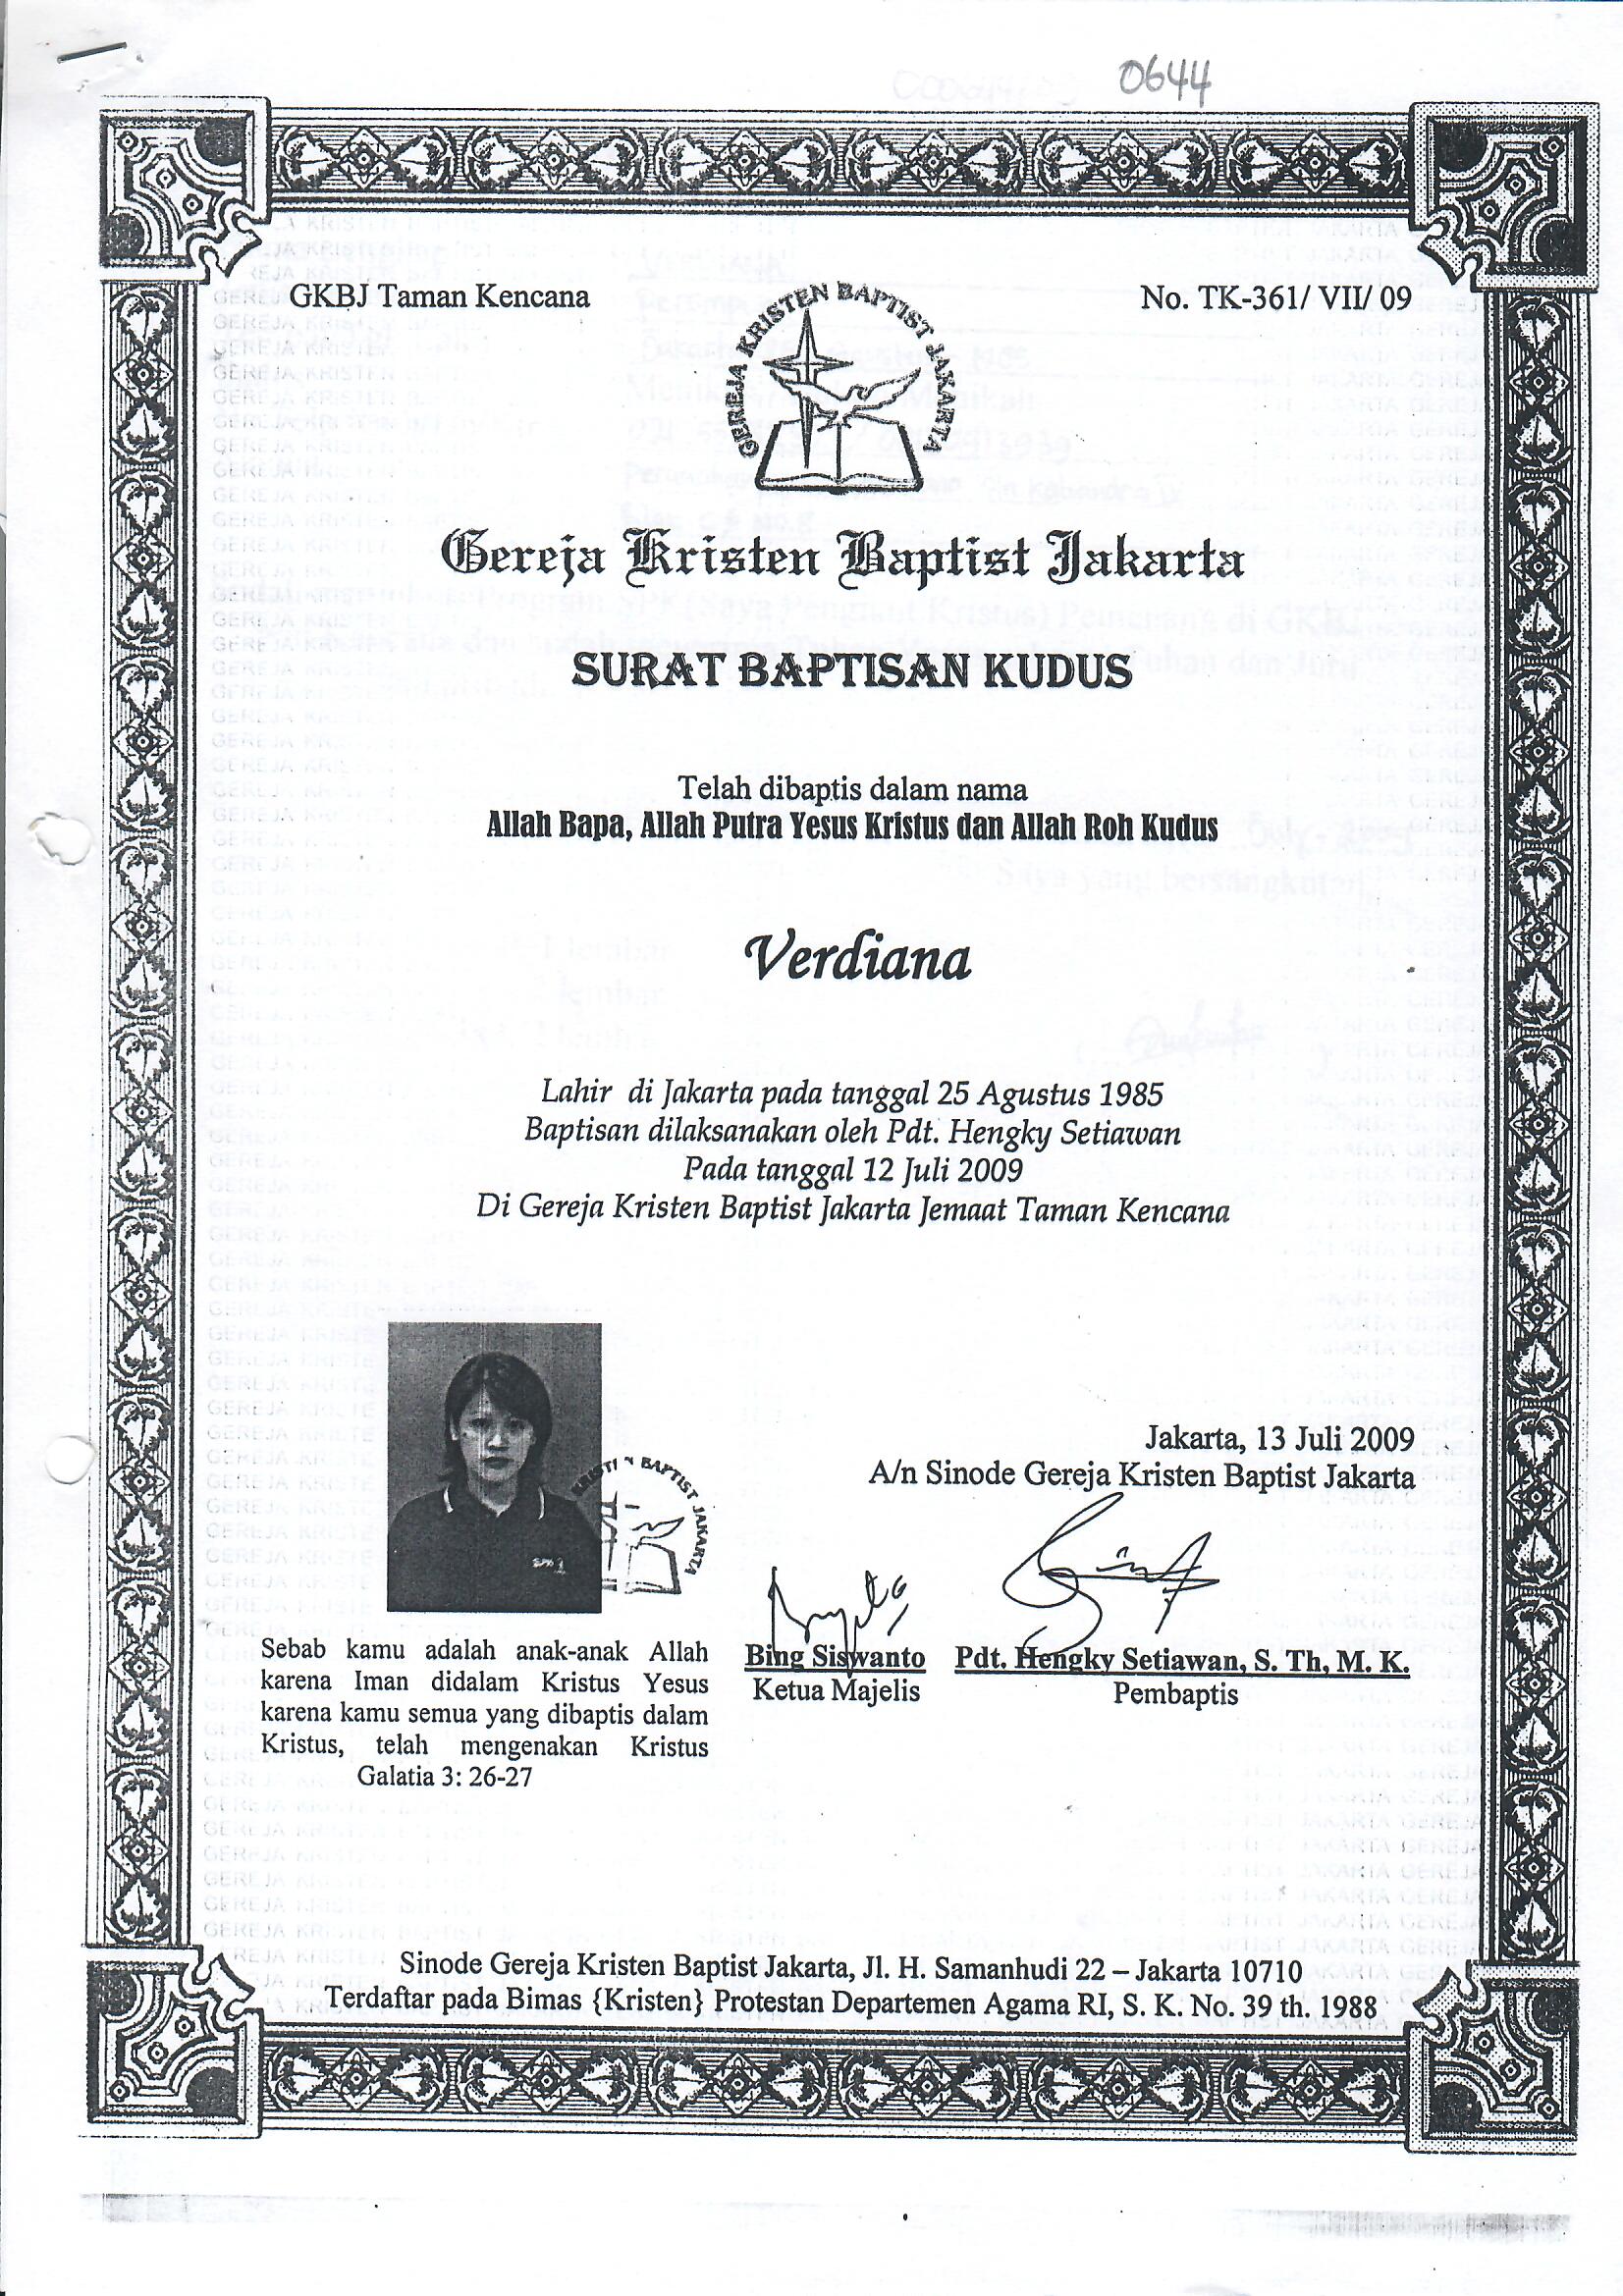 0644
GKBJ Taman Kencana
No. TK-361/ VII/ 09
GEREJA KRISTEN BAPTIST JAKARTA
Gereja Kristen Baptist Jakarta
SURAT BAPTISAN KUDUS
Telah dibaptis dalam nama
Allah Bapa, Allah Putra Yesus Kristus dan Allah Roh Kudus
Verdiana
Lahir di Jakarta pada tanggal 25 Agustus 1985
Baptisan dilaksanakan oleh Pdt. Hengky Setiawan
Pada tanggal 12 Juli 2009
Di Gereja Kristen Baptist Jakarta Jemaat Taman Kencana
Jakarta, 13 Juli 2009
A/n Sinode Gereja Kristen Baptist Jakarta
BAPTIST JAKARTA
Bing Siswanto
Ketua Majelis
Pdt. Hengky Setiawan, S. Th, M. K.
Pembaptis
Sebab kamu adalah anak-anak Allah
karena Iman didalam Kristus Yesus
karena kamu semua yang dibaptis dalam
Kristus, telah mengenakan Kristus
Galatia 3: 26-27
Sinode Gereja Kristen Baptist Jakarta, Jl. H. Samanhudi 22 – Jakarta 10710
Terdaftar pada Bimas {Kristen} Protestan Departemen Agama RI, S. K. No. 39 th. 1988